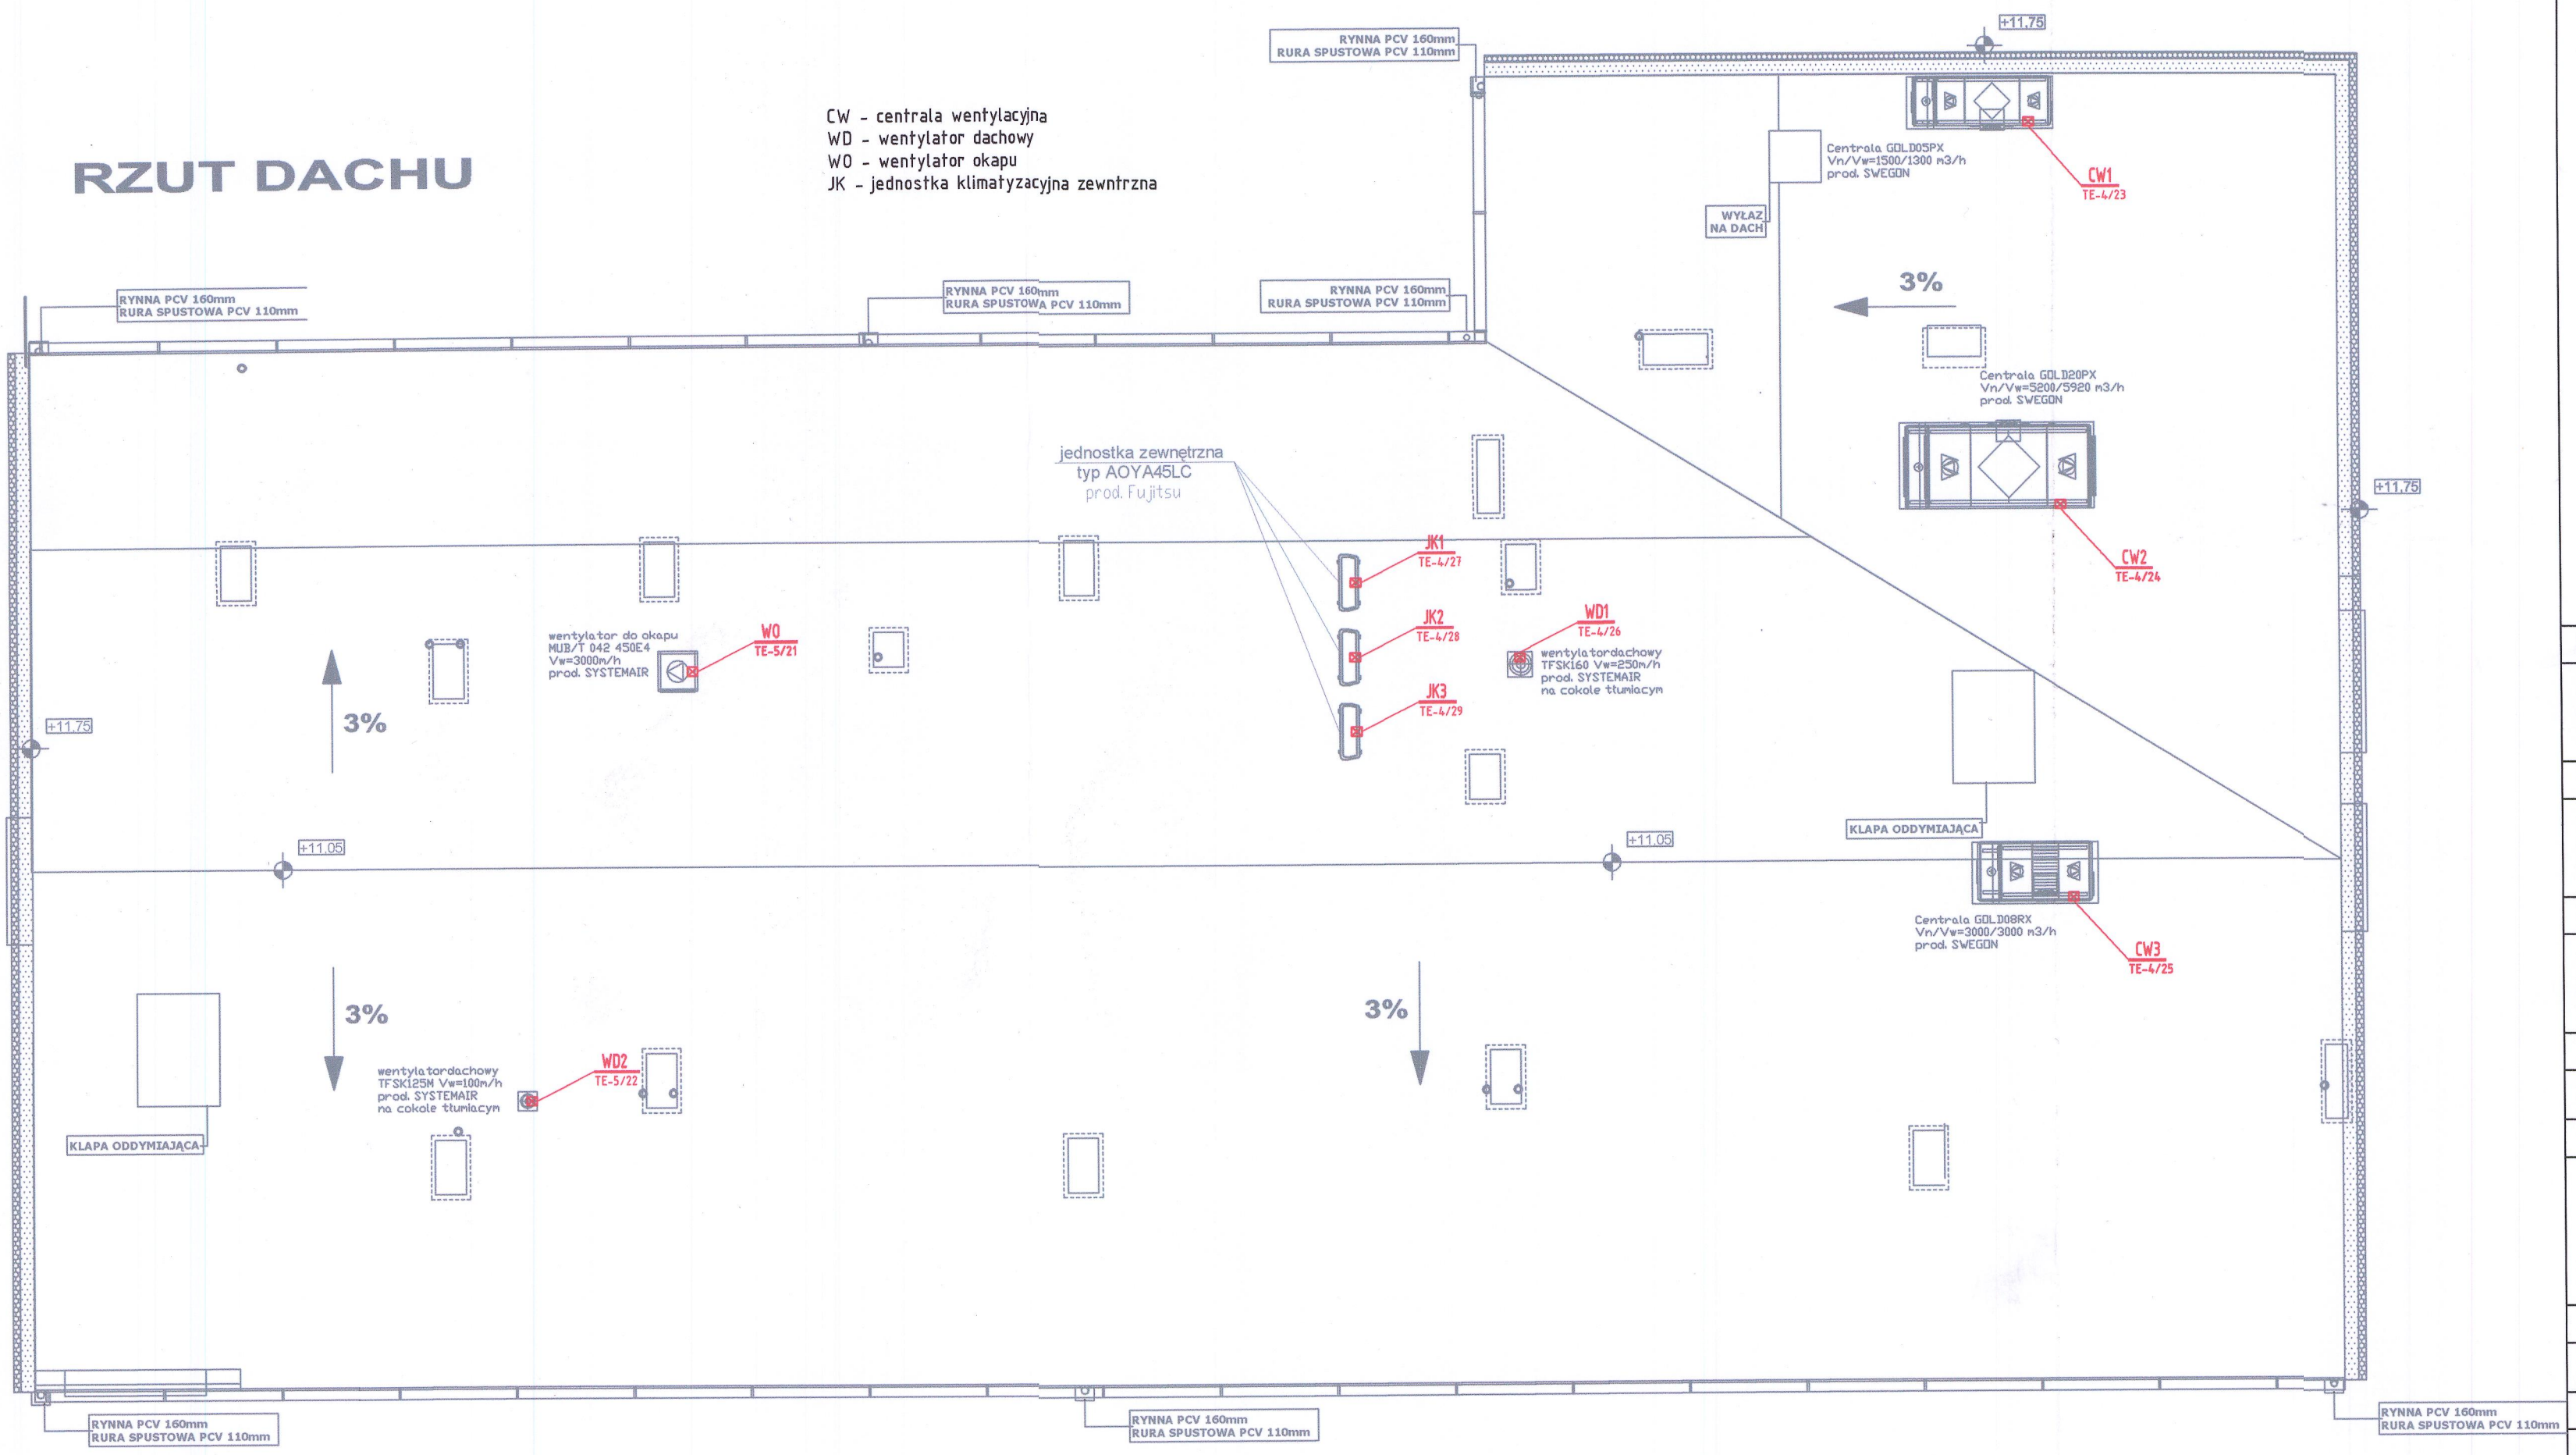 +11,75
RYNNA PCV 160mm
RURA SPUSTOWA PCV 110mm
CW - centrala wentylacyjna
WD - wentylator dachowy
WO - wentylator okapu
JK - jednostka klimatyzacyjna zewntrzna
RZUT DACHU
Centrala GOLD05PX
Vn/Vw=1500/1300 m3/h
prod. SWEGON
CW1
TE-4/23
WYŁAZ
NA DACH
RYNNA PCV 160mm
RURA SPUSTOWA PCV 110mm
RYNNA PCV 160mm
RURA SPUSTOWA PCV 110mm
RYNNA PCV 160mm
RURA SPUSTOWA PCV 110mm
3%
Centrala GOLD20PX
Vn/Vw=5200/5920 m3/h
prod. SWEGON
jednostka zewnętrzna
typ AOYA45LC
prod. Fujitsu
+11,75
CW2
TE-4/24
JK1
TE-4/27
JK2
TE-4/28
JK3
TE-4/29
WD1
TE-4/26
wentylatordachowy
TFSK160 Vw=250m/h
prod. SYSTEMAIR
na cokole tłumiacym
wentylator do okapu
MUB/T 042 450E4
Vw=3000m/h
prod. SYSTEMAIR
WO
TE-5/21
3%
+11,75
+11,05
+11,05
KLAPA ODDYMIAJĄCA
Centrala GOLD08RX
Vn/Vw=3000/3000 m3/h
prod. SWEGON
CW3
TE-4/25
3%
3%
wentylatordachowy
TFSK125M Vw=100m/h
prod. SYSTEMAIR
na cokole tłumiacym
WD2
TE-5/22
KLAPA ODDYMIAJĄCA
RYNNA PCV 160mm
RURA SPUSTOWA PCV 110mm
RYNNA PCV 160mm
RURA SPUSTOWA PCV 110mm
RYNNA PCV 160mm
RURA SPUSTOWA PCV 110mm